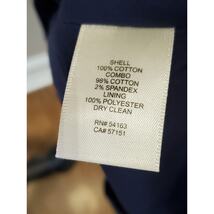 SHELL
100% COTTON
COMBO
98% COTTON
2% SPANDEX
LINING
100% POLYESTER
DRY CLEAN
RN# 54163
CA# 57151